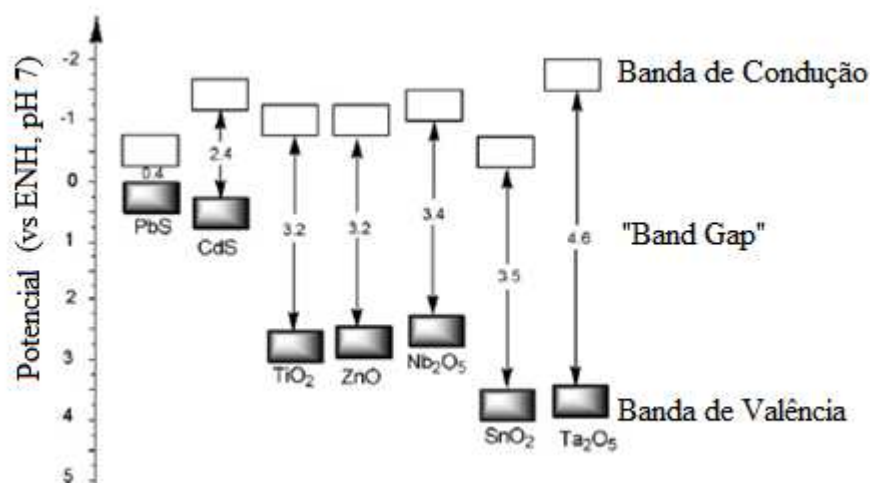 Potencial (vs ENH, pH 7)
-2
-1
0
1
2
3
4
5
Banda de Condução
"Band Gap"
Banda de Valência
0.4
PbS
2.4
CdS
3.2
TiO₂
3.2
ZnO
3.4
Nb₂O₅
3.5
SnO₂
4.6
Ta₂O₅